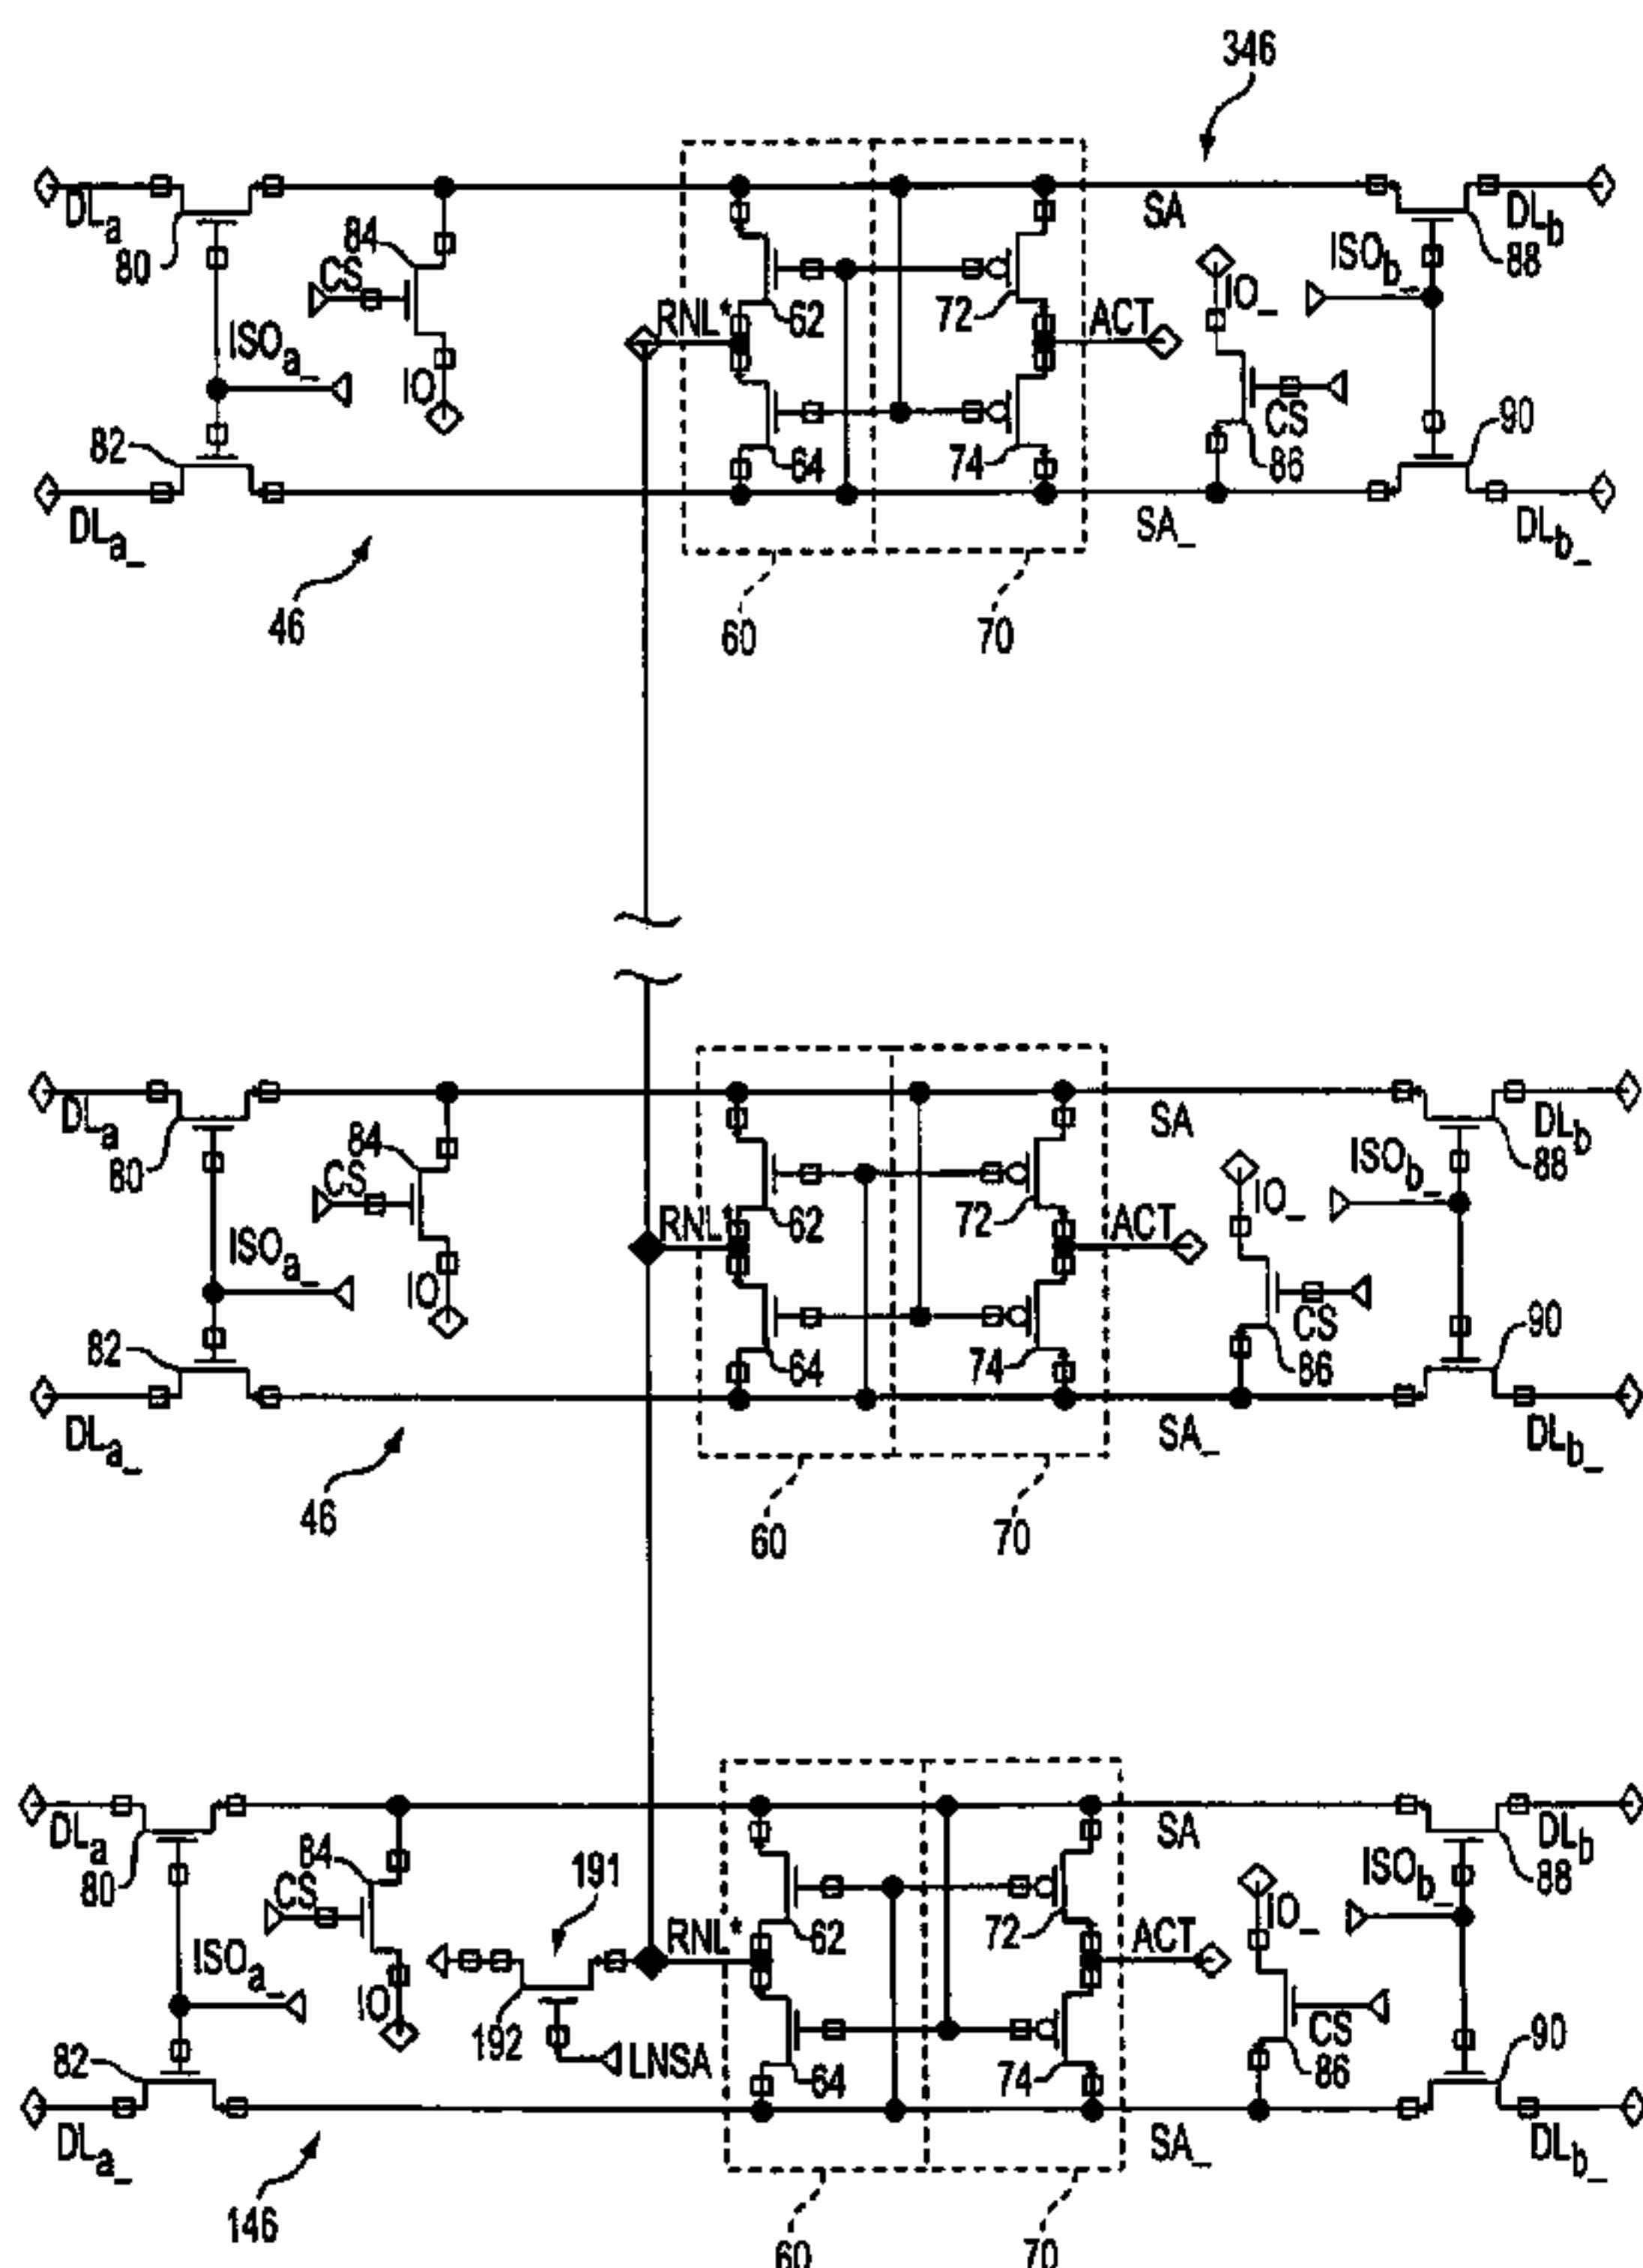 346
DLa
80
84
CS
ISOa_
IO
82
DLa_
46
RNL*
62
64
60
72
74
70
ACT
SA
SA_
IO_
CS
86
ISOb_
DLb
88
90
DLb_
DLa
80
84
CS
ISOa_
IO
82
DLa_
46
RNL*
62
64
60
72
74
70
ACT
SA
SA_
IO_
CS
86
ISOb_
DLb
88
90
DLb_
DLa
80
84
CS
ISOa_
IO
82
DLa_
146
191
192
LNSA
RNL*
62
64
60
72
74
70
ACT
SA
SA_
IO_
CS
86
ISOb_
DLb
88
90
DLb_